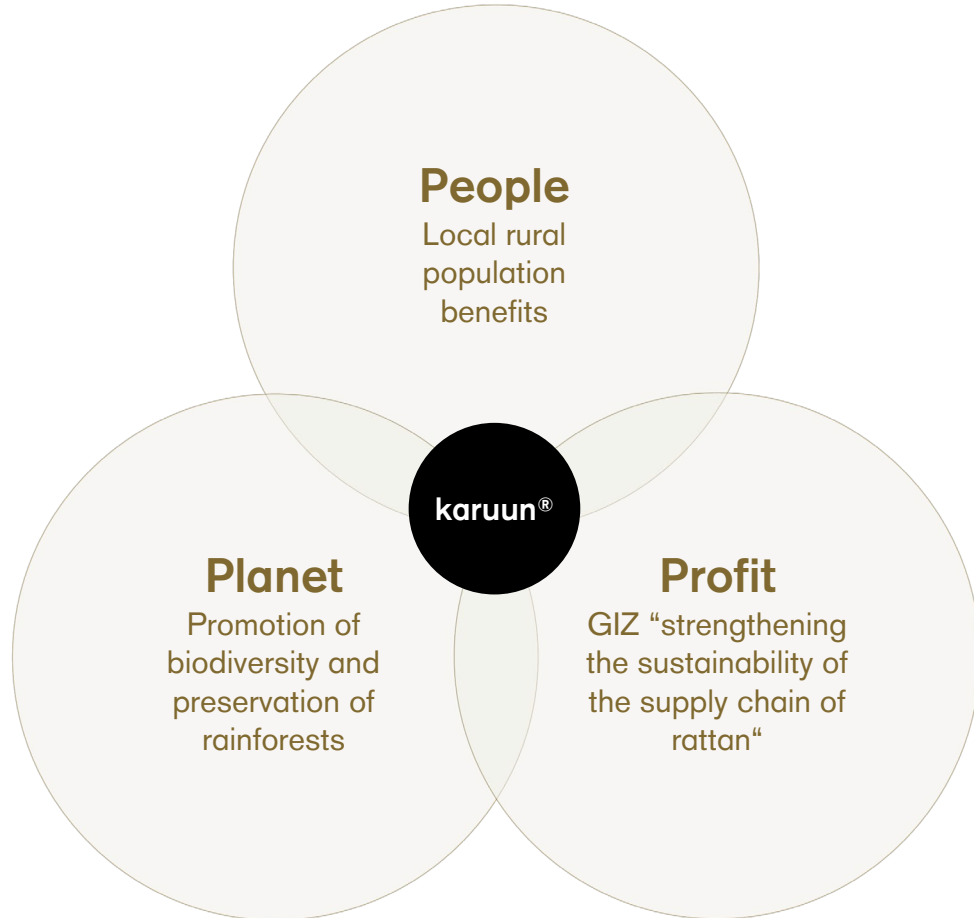 People
Local rural
population
benefits
karuun®
Planet
Promotion of
biodiversity and
preservation of
rainforests
Profit
GIZ “strengthening
the sustainability of
the supply chain of
rattan“